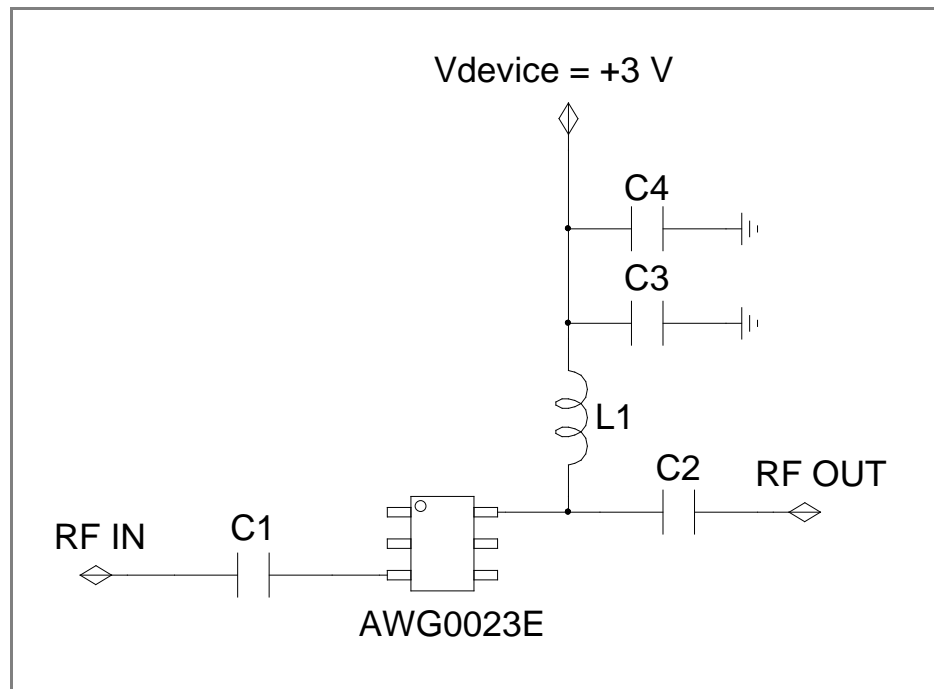 Vdevice = +3 V
C4
C3
L1
C2
RF OUT
C1
RF IN
AWG0023E